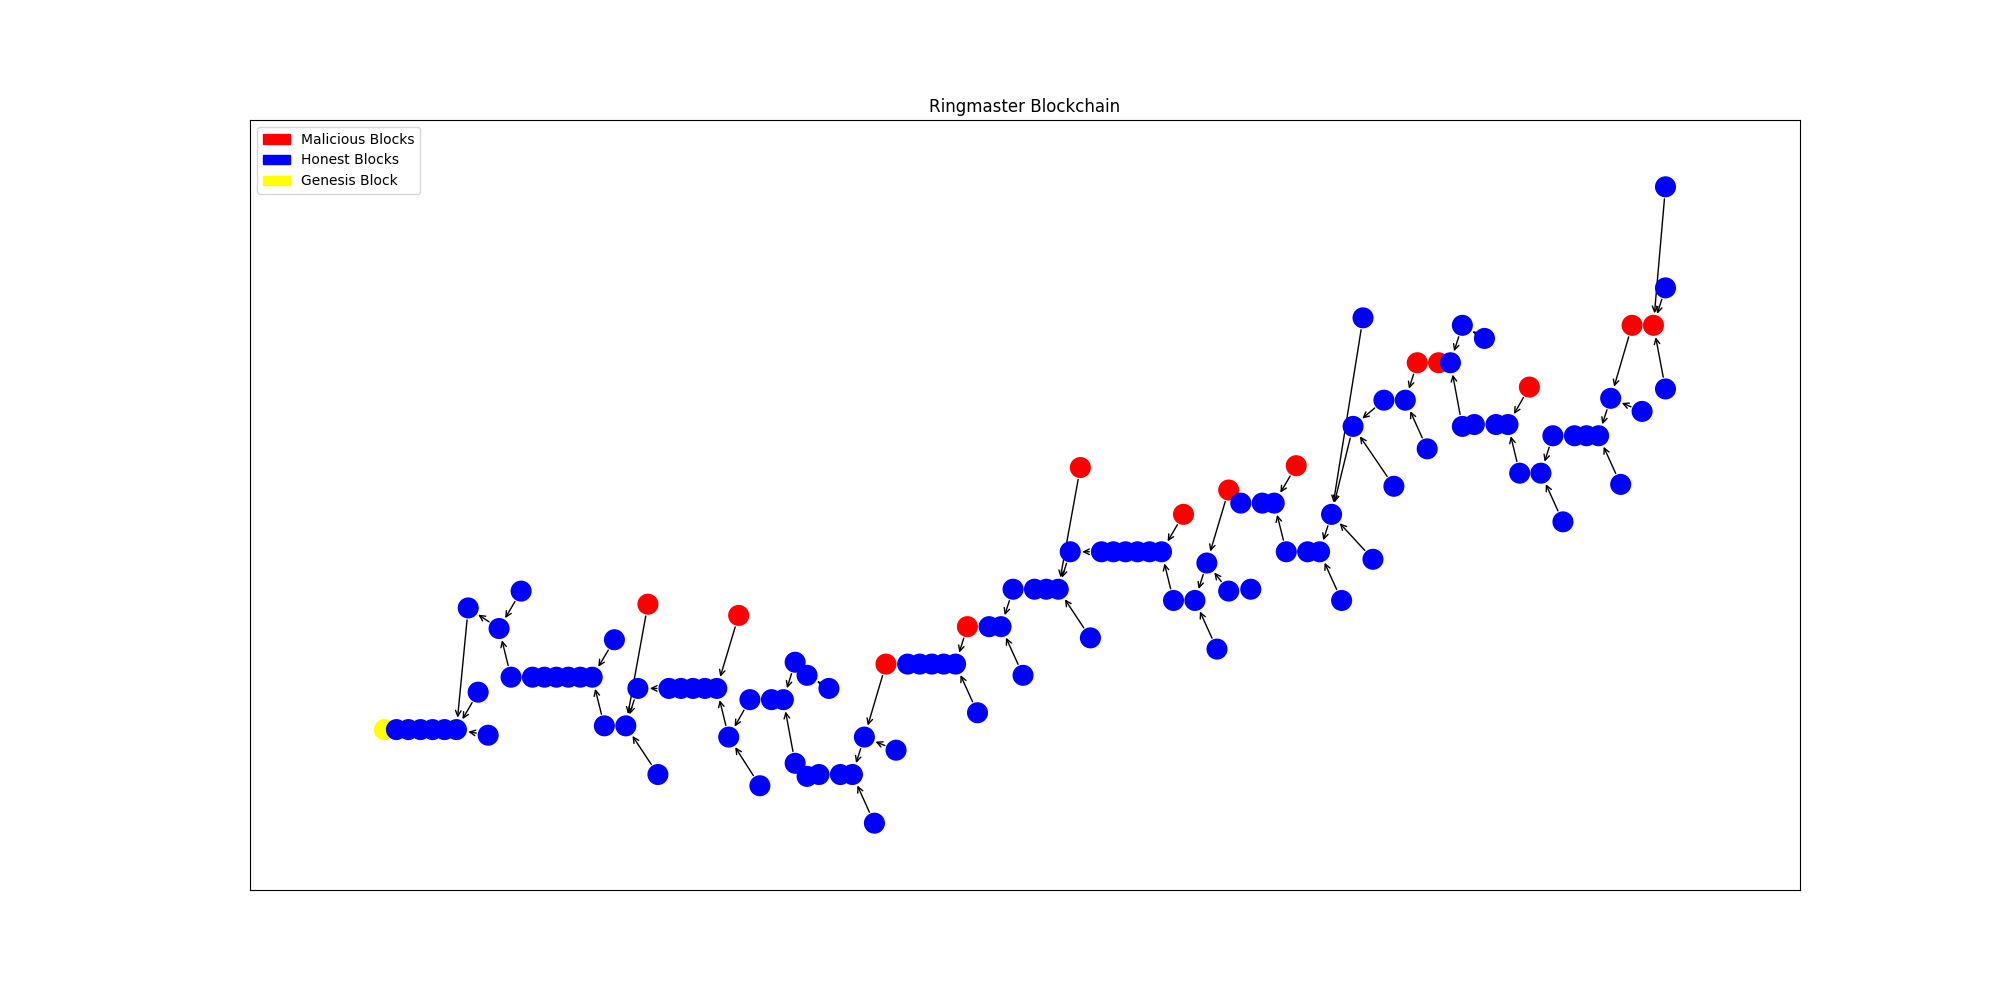 Ringmaster Blockchain
Malicious Blocks
Honest Blocks
Genesis Block